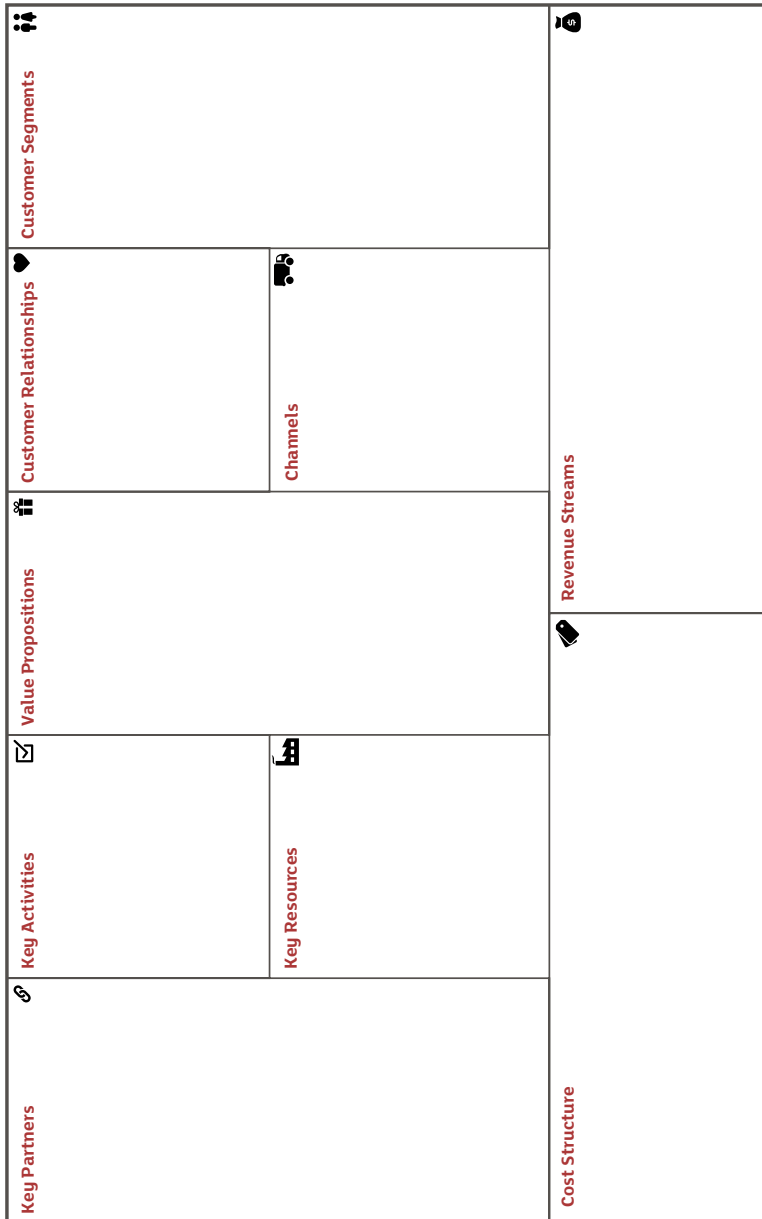 Key Partners
Key Activities
Key Resources
Value Propositions
Customer Relationships
Channels
Customer Segments
Cost Structure
Revenue Streams